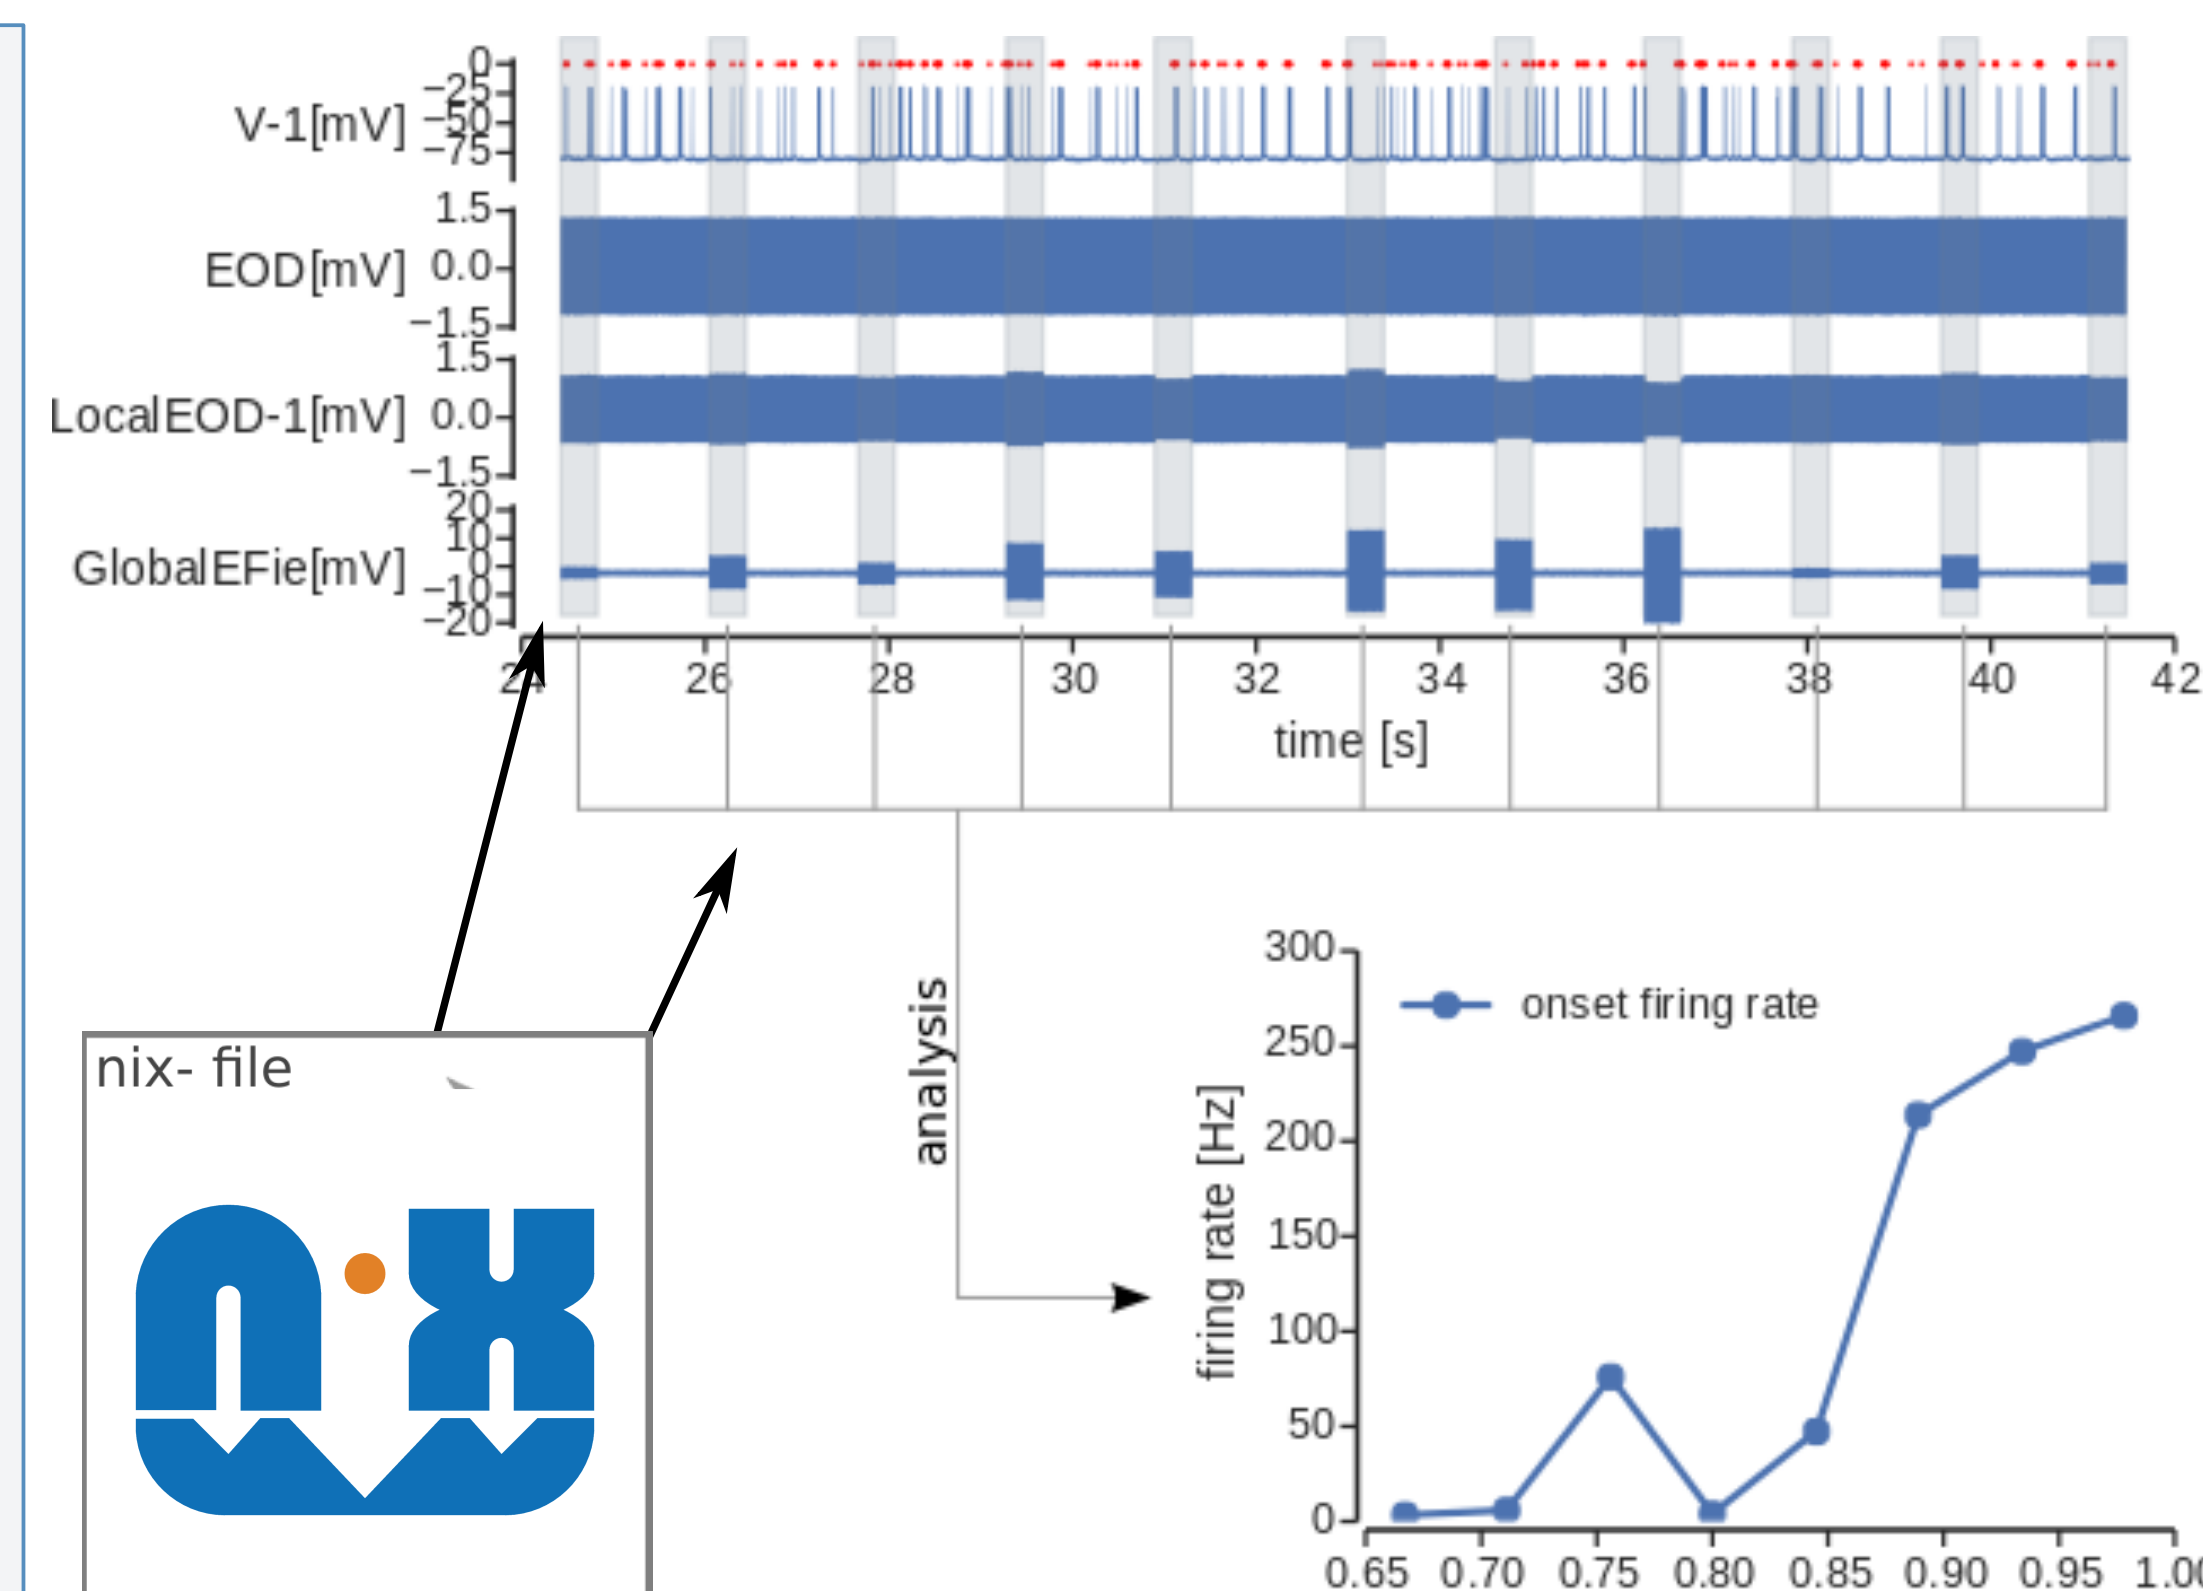 0
−25
V-1[mV]
−50
−75
1.5
EOD[mV]
0.0
−1.5
1.5
LocalEOD-1[mV]
0.0
−1.5
20
10
GlobalEFie[mV]
0
−10
−20
24 26 28 30 32 34 36 38 40 42
time [s]
analysis
nix- file
nix
300
onset firing rate
250
200
firing rate [Hz]
150
100
50
0
0.65 0.70 0.75 0.80 0.85 0.90 0.95